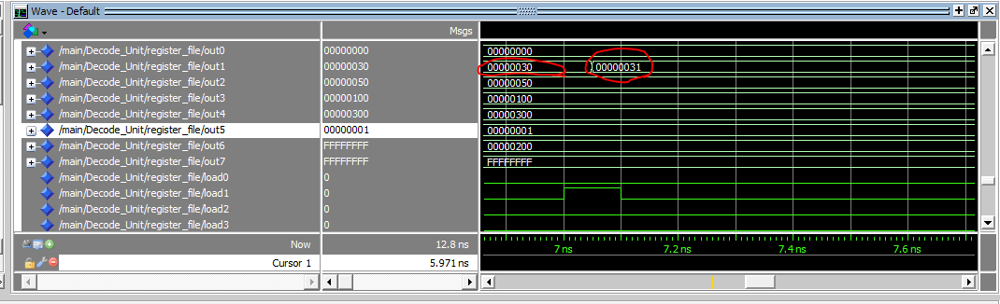 Wave - Default
Msgs
/main/Decode_Unit/register_file/out0 00000000 00000000
/main/Decode_Unit/register_file/out1 00000030 00000030 00000031
/main/Decode_Unit/register_file/out2 00000050 00000050
/main/Decode_Unit/register_file/out3 00000100 00000100
/main/Decode_Unit/register_file/out4 00000300 00000300
/main/Decode_Unit/register_file/out5 00000001 00000001
/main/Decode_Unit/register_file/out6 FFFFFFFF 00000200
/main/Decode_Unit/register_file/out7 FFFFFFFF FFFFFFFF
/main/Decode_Unit/register_file/load0 0
/main/Decode_Unit/register_file/load1 0
/main/Decode_Unit/register_file/load2 0
/main/Decode_Unit/register_file/load3 0
Now 12.8 ns 7 ns 7.2 ns 7.4 ns 7.6 ns
Cursor 1 5.971 ns